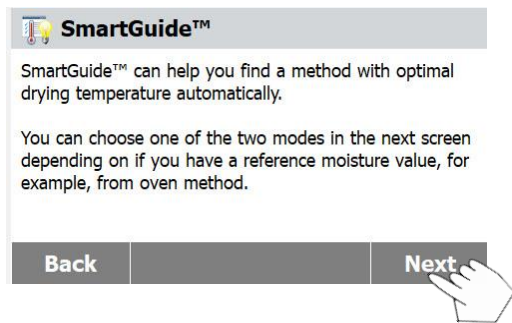 SmartGuide™
SmartGuide™ can help you find a method with optimal
drying temperature automatically.
You can choose one of the two modes in the next screen
depending on if you have a reference moisture value, for
example, from oven method.
Back
Next